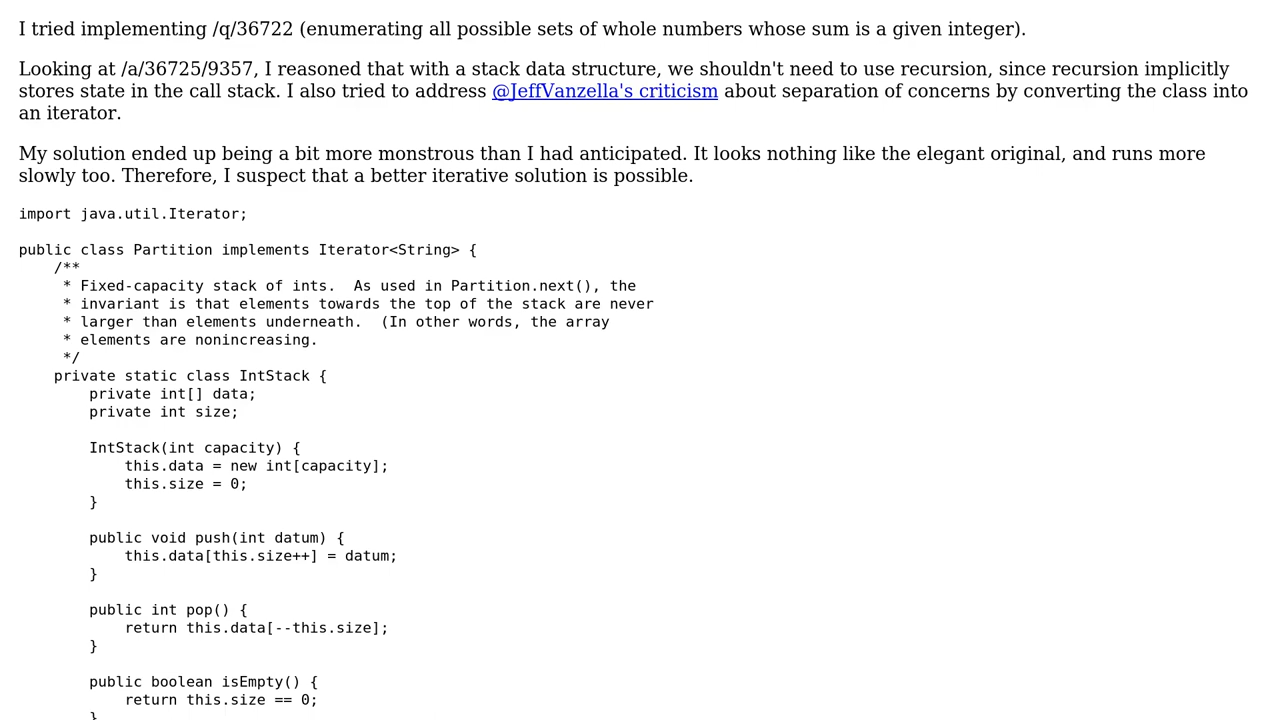 I tried implementing /q/36722 (enumerating all possible sets of whole numbers whose sum is a given integer).
Looking at /a/36725/9357, I reasoned that with a stack data structure, we shouldn't need to use recursion, since recursion implicitly
stores state in the call stack. I also tried to address @JeffVanzella's criticism about separation of concerns by converting the class into
an iterator.
My solution ended up being a bit more monstrous than I had anticipated. It looks nothing like the elegant original, and runs more
slowly too. Therefore, I suspect that a better iterative solution is possible.
import java.util.Iterator;
public class Partition implements Iterator<String> {
    /**
     * Fixed-capacity stack of ints.  As used in Partition.next(), the
     * invariant is that elements towards the top of the stack are never
     * larger than elements underneath.  (In other words, the array
     * elements are nonincreasing.
     */
    private static class IntStack {
        private int[] data;
        private int size;
        IntStack(int capacity) {
            this.data = new int[capacity];
            this.size = 0;
        }
        public void push(int datum) {
            this.data[this.size++] = datum;
        }
        public int pop() {
            return this.data[--this.size];
        }
        public boolean isEmpty() {
            return this.size == 0;
        }